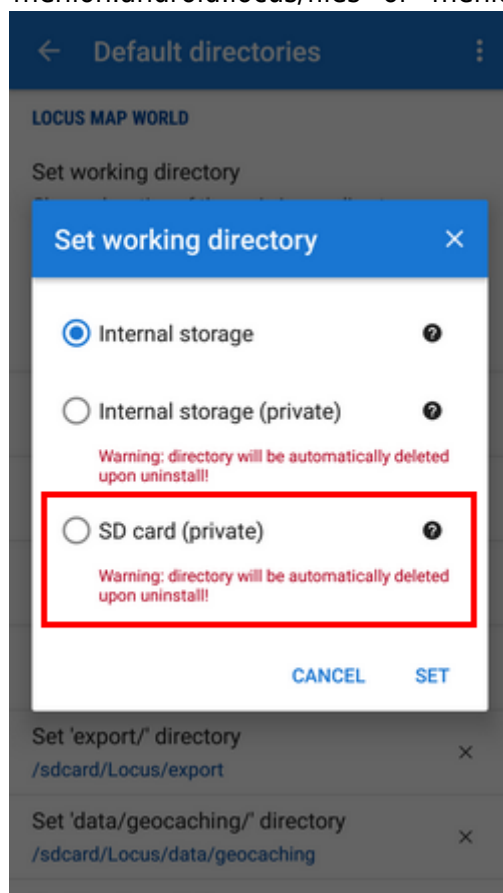 Default directories
LOCUS MAP WORLD
Set working directory
Set working directory
Internal storage
Internal storage (private)
Warning: directory will be automatically deleted
upon uninstall!
SD card (private)
Warning: directory will be automatically deleted
upon uninstall!
CANCEL SET
Set 'export/' directory
/sdcard/Locus/export
Set 'data/geocaching/' directory
/sdcard/Locus/data/geocaching